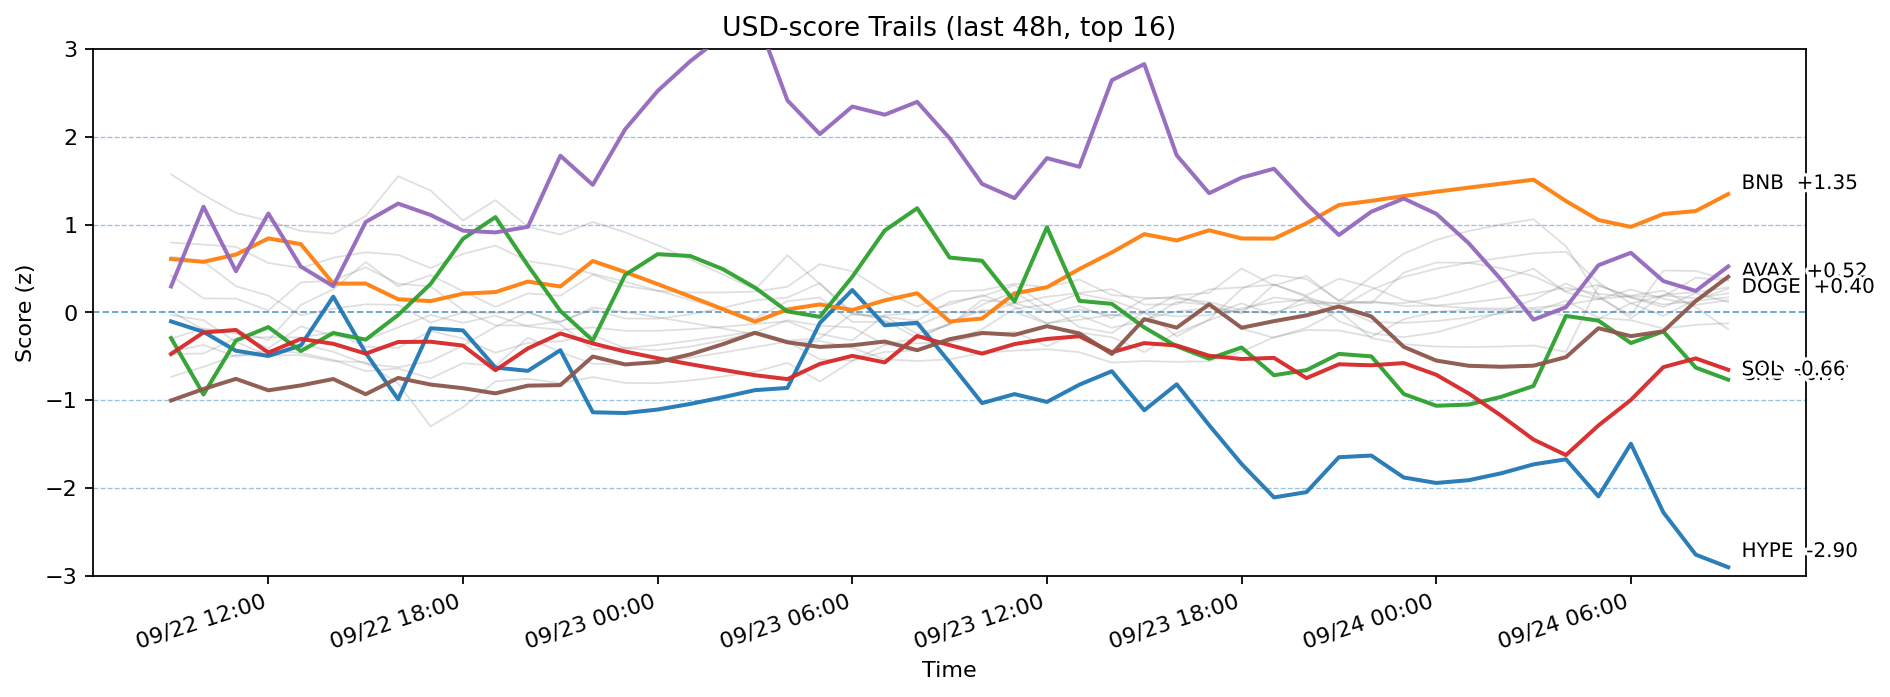 USD-score Trails (last 48h, top 16)
Score (z)
3
2
1
0
−1
−2
−3
BNB +1.35
AVAX +0.52
DOGE +0.40
SOL -0.66
HYPE -2.90
09/22 12:00
09/22 18:00
09/23 00:00
09/23 06:00
09/23 12:00
09/23 18:00
09/24 00:00
09/24 06:00
Time